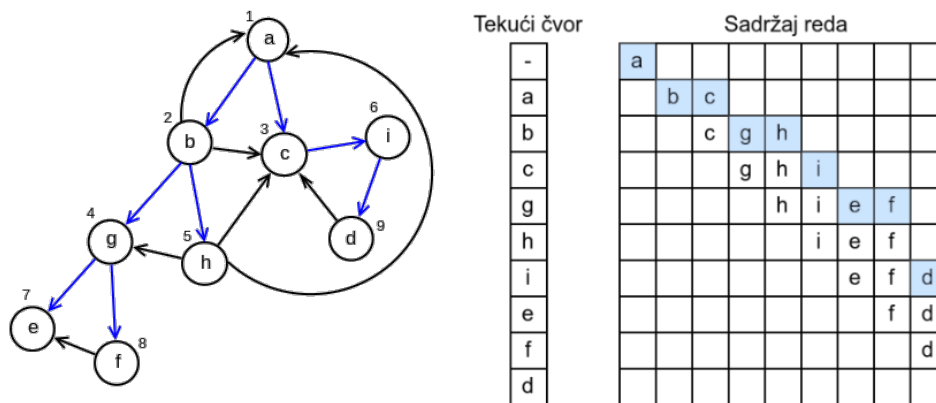 Tekući čvor Sadržaj reda
1
a
6
i
2
b
3
c
4
g
5
h
9
d
7
e
8
f
- a
a b c
b c g h
c g h i
g h i e f
h i e f
i e f d
e f d
f d
d